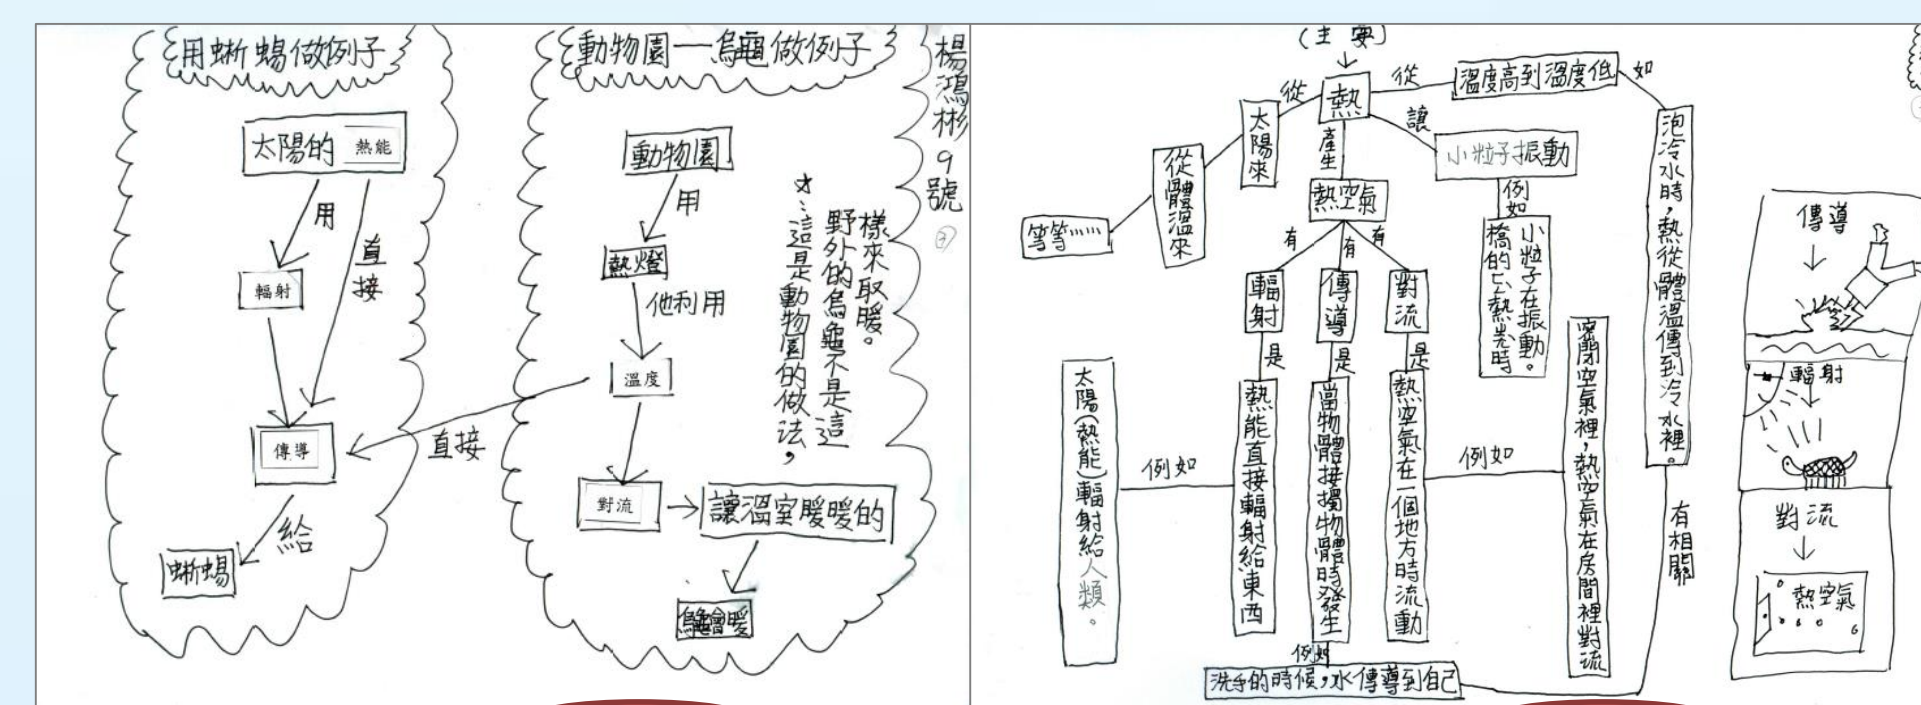 用蜥蜴做例子
太陽的 熱能
用
直接
輻射
傳導
給
蜥蜴
動物園一烏龜做例子
動物園
用
熱燈
他利用
溫度
直接
對流
讓溫室暖暖的
烏龜會暖
☆：這是動物園的做法，
野外的烏龜不是這
樣來取暖。
楊鴻彬9號
(主要)
熱
從
太陽來
從體溫來
等等……
從
溫度高到溫度低
如
泡冷水時，熱從體溫傳到冷水裡。
讓
小粒子振動
例如
小粒子在振動。
產生
熱空氣
有
有
有
輻射
傳導
對流
是
是
是
熱能直接輻射給東西
當物體接觸物體時發生
熱空氣在一個地方時流動
例如
太陽(熱能)輻射給人類。
例如
密閉空氣裡，熱空氣在房間裡對流
例如
洗手的時候，水傳導到自己
有相關
傳導
輻射
對流
熱空氣